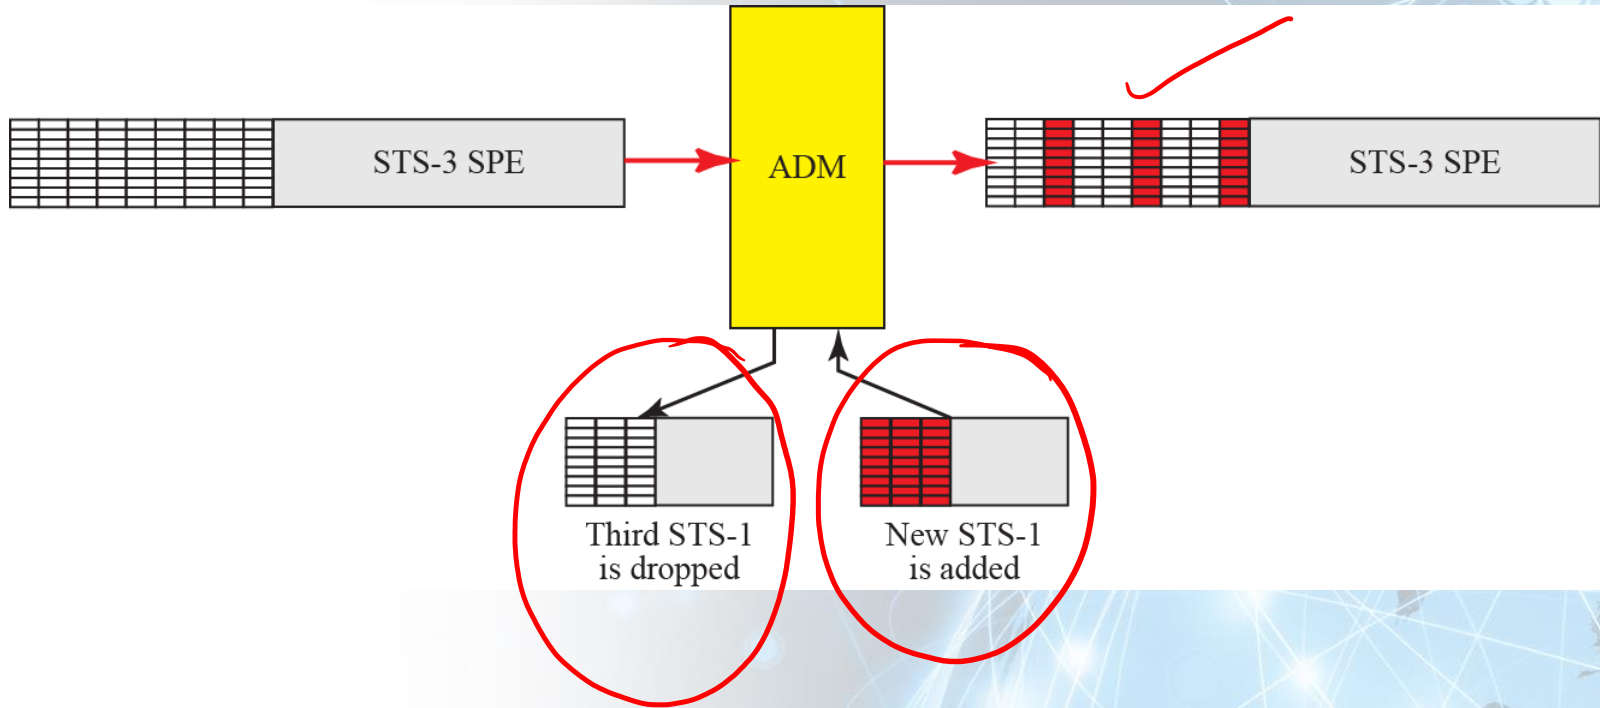 STS-3 SPE
ADM
STS-3 SPE
Third STS-1
is dropped
New STS-1
is added